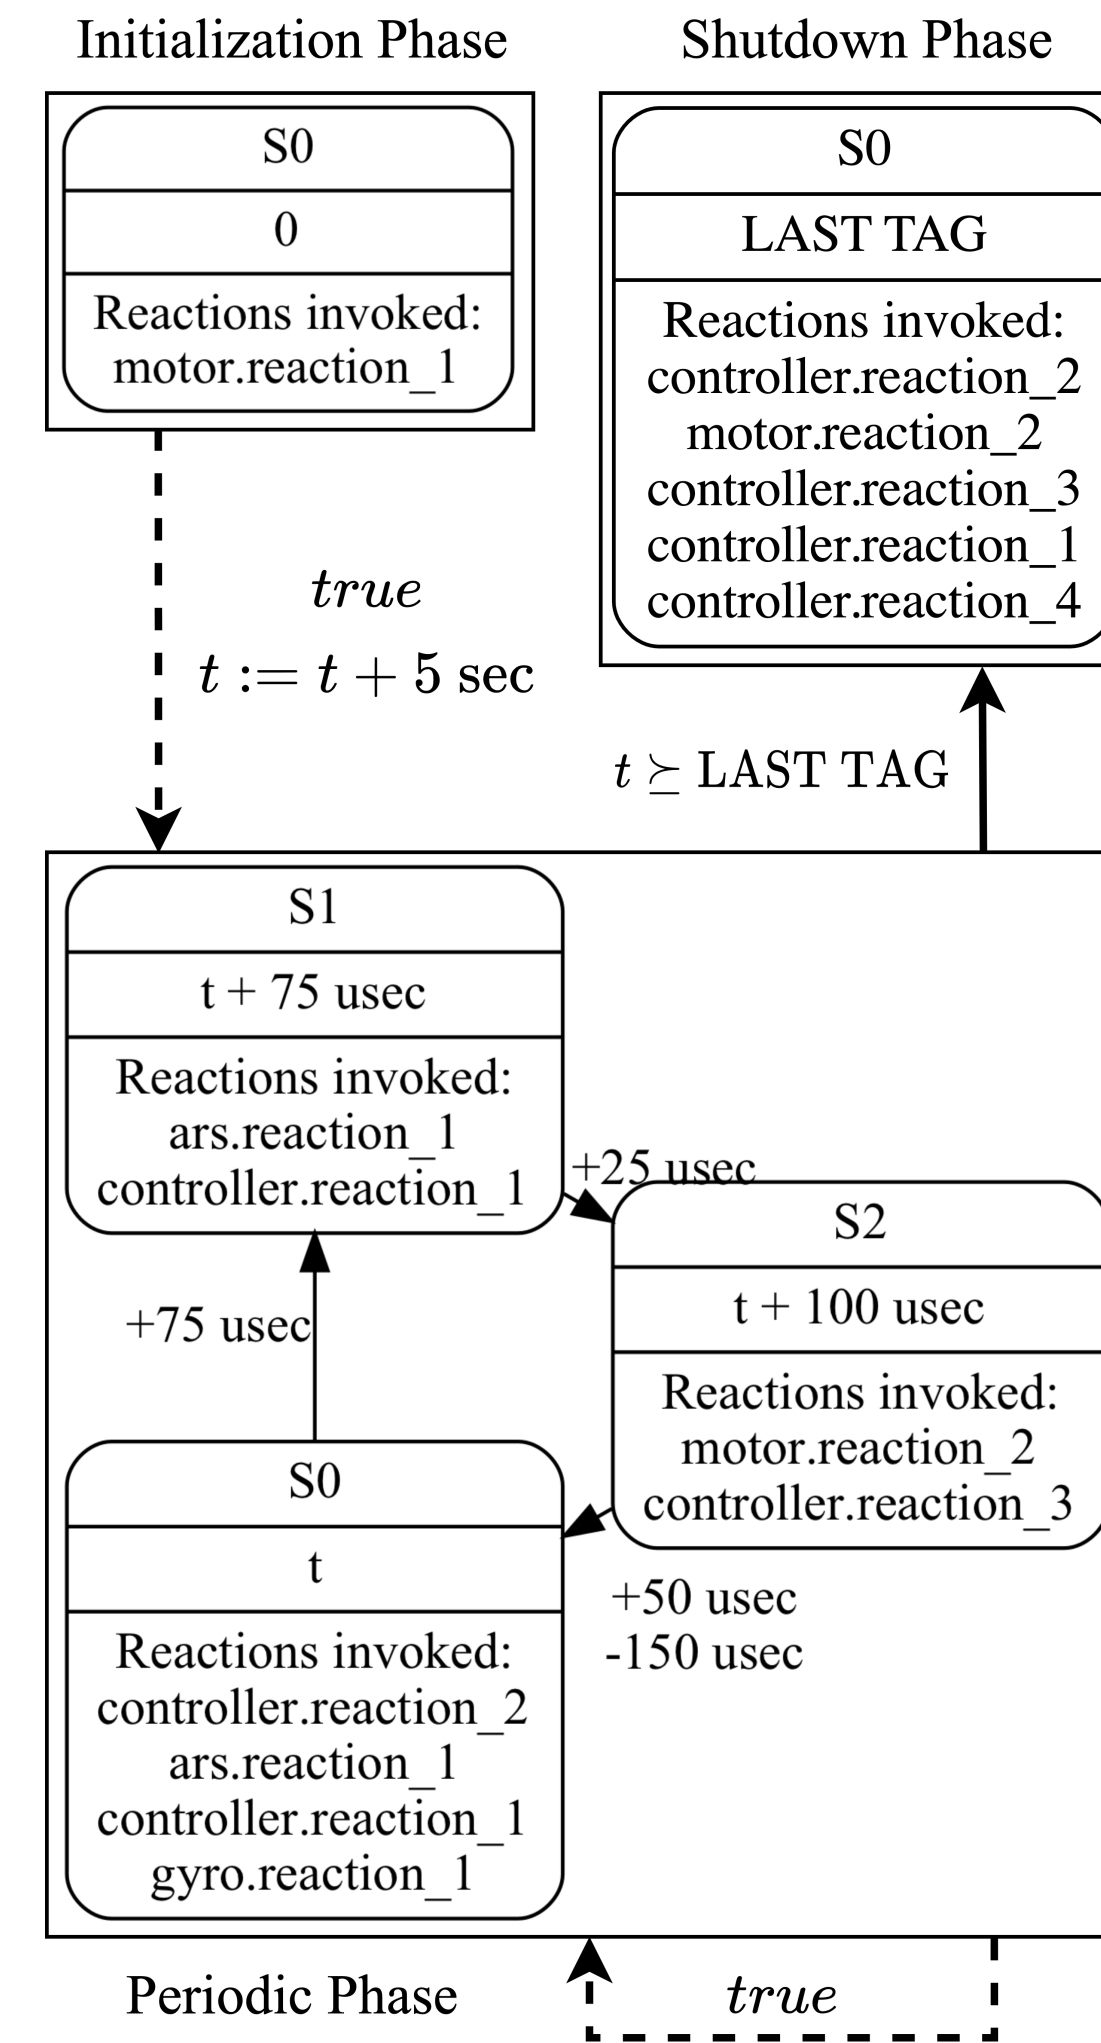 Initialization Phase
S0
0
Reactions invoked:
motor.reaction_1
Shutdown Phase
S0
LAST TAG
Reactions invoked:
controller.reaction_2
motor.reaction_2
controller.reaction_3
controller.reaction_1
controller.reaction_4
true
t := t + 5 sec
t ⪰ LAST TAG
S1
t + 75 usec
Reactions invoked:
ars.reaction_1
controller.reaction_1
+25 usec
S2
t + 100 usec
Reactions invoked:
motor.reaction_2
controller.reaction_3
+75 usec
S0
t
Reactions invoked:
controller.reaction_2
ars.reaction_1
controller.reaction_1
gyro.reaction_1
+50 usec
-150 usec
Periodic Phase
true